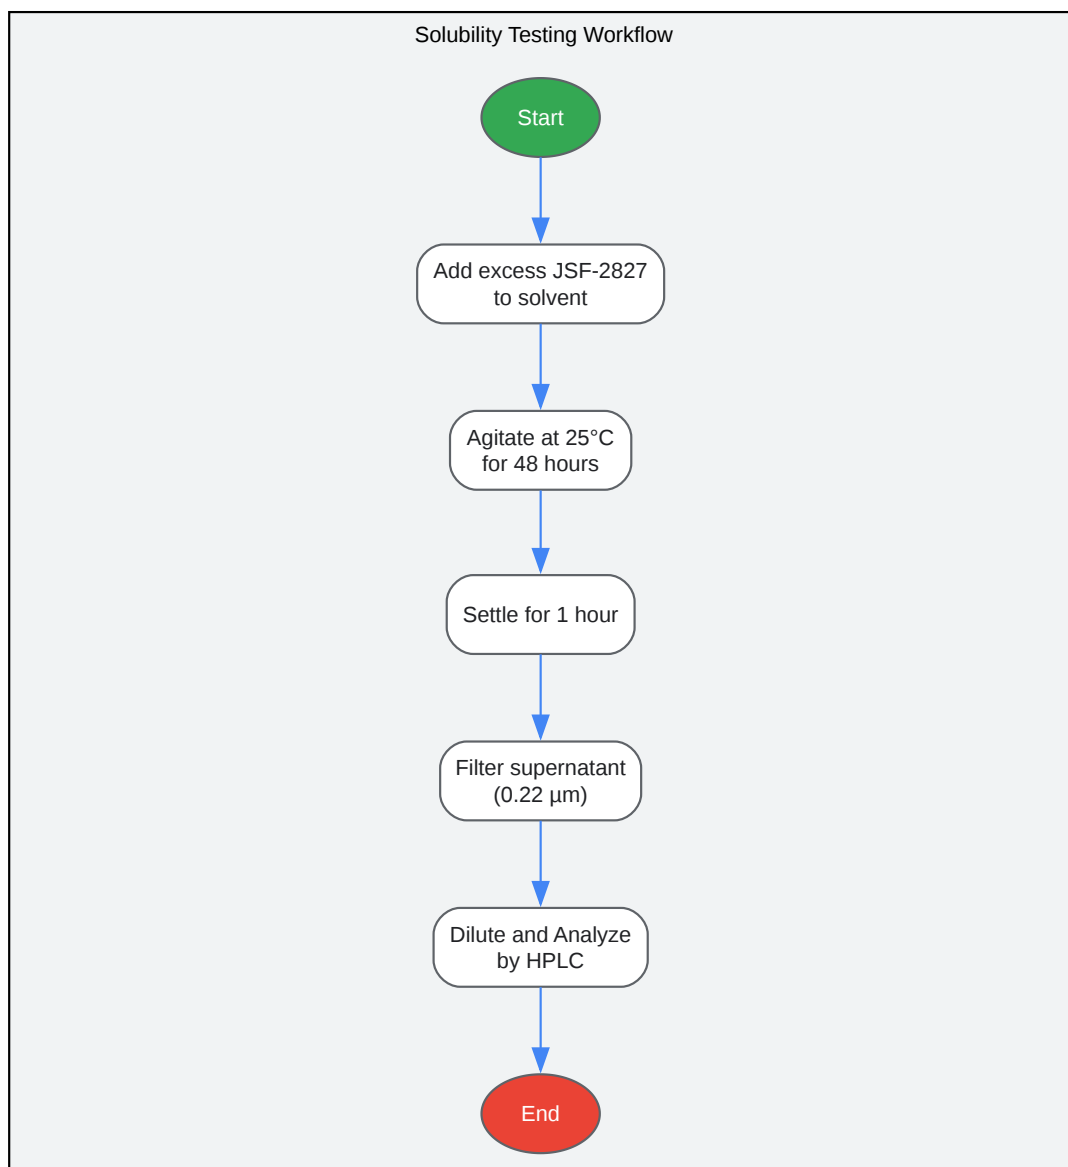 Solubility Testing Workflow
Start
Add excess JSF-2827
to solvent
Agitate at 25°C
for 48 hours
Settle for 1 hour
Filter supernatant
(0.22 µm)
Dilute and Analyze
by HPLC
End